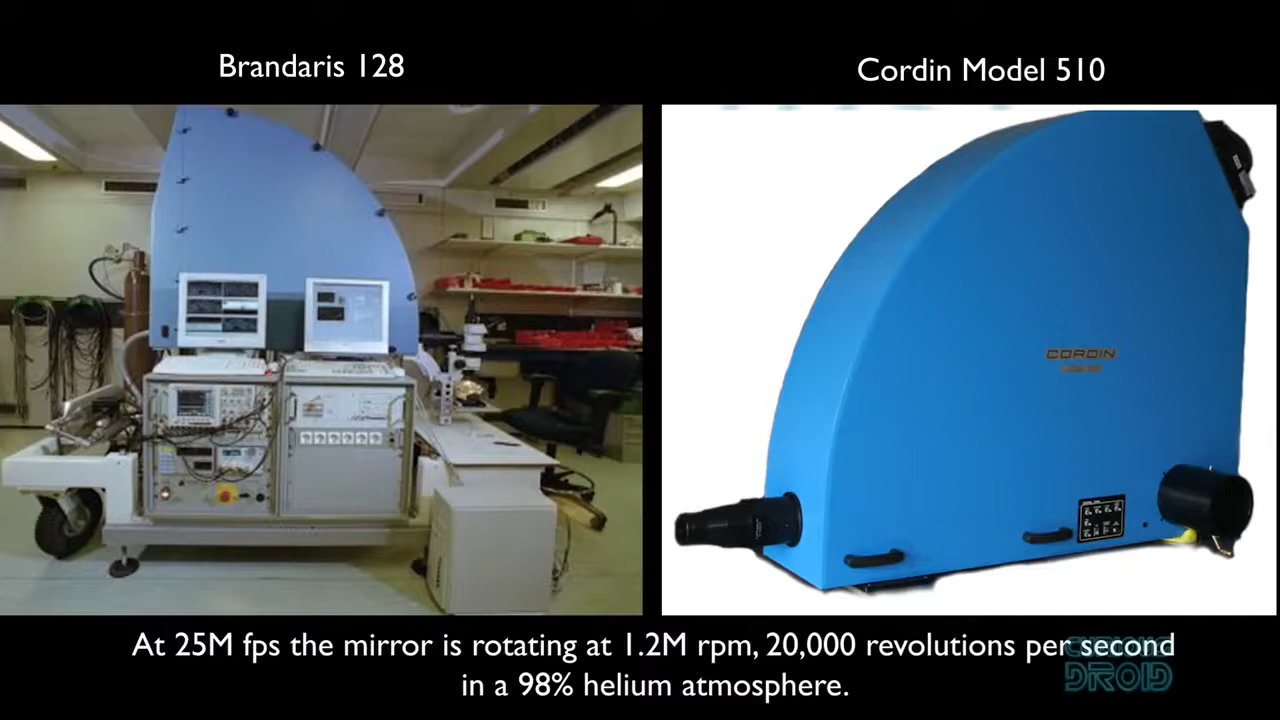 Brandaris 128
Cordin Model 510
CORDIN
At 25M fps the mirror is rotating at 1.2M rpm, 20,000 revolutions per second
in a 98% helium atmosphere.
CURIOUS
DROID